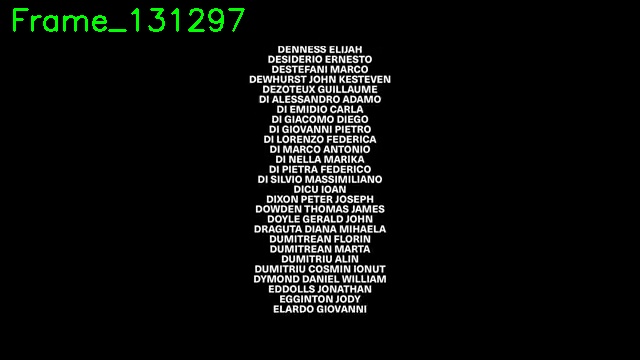 Frame_131297
DENNESS ELIJAH
DESIDERIO ERNESTO
DESTEFANI MARCO
DEWHURST JOHN KESTEVEN
DEZOTEUX GUILLAUME
DI ALESSANDRO ADAMO
DI EMIDIO CARLA
DI GIACOMO DIEGO
DI GIOVANNI PIETRO
DI LORENZO FEDERICA
DI MARCO ANTONIO
DI NELLA MARIKA
DI PIETRA FEDERICO
DI SILVIO MASSIMILIANO
DICU IOAN
DIXON PETER JOSEPH
DOWDEN THOMAS JAMES
DOYLE GERALD JOHN
DRAGUTA DIANA MIHAELA
DUMITREAN FLORIN
DUMITREAN MARTA
DUMITRIU ALIN
DUMITRIU COSMIN IONUT
DYMOND DANIEL WILLIAM
EDDOLLS JONATHAN
EGGINTON JODY
ELARDO GIOVANNI